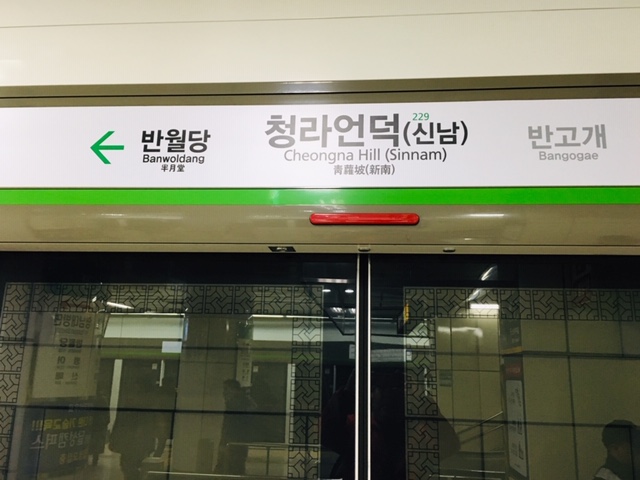 반월당
Banwoldang
半月堂
229
청라언덕(신남)
Cheongna Hill (Sinnam)
靑蘿坡(新南)
반고개
Bangogae